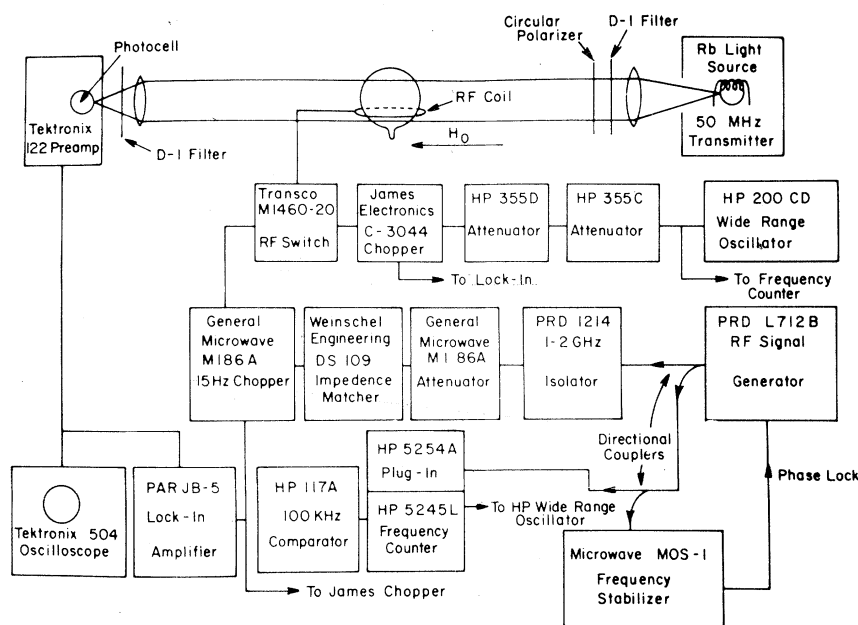 Photocell
Circular
Polarizer
D-1 Filter
Rb Light
Source
50 MHz
Transmitter
RF Coil
H0
Tektronix
122 Preamp
D-1 Filter
Transco
M1460-20
RF Switch
James
Electronics
C-3044
Chopper
HP 355D
Attenuator
HP 355C
Attenuator
HP 200 CD
Wide Range
Oscillator
To Lock-In
To Frequency
Counter
General
Microwave
M186A
15Hz Chopper
Weinschel
Engineering
DS 109
Impedence
Matcher
General
Microwave
M186A
Attenuator
PRD 1214
1-2 GHz
Isolator
PRD L712B
RF Signal
Generator
Directional
Couplers
Phase Lock
Tektronix 504
Oscilloscope
PAR JB-5
Lock-In
Amplifier
HP 117A
100 KHz
Comparator
HP 5254A
Plug-In
HP 5245L
Frequency
Counter
To HP Wide Range
Oscillator
Microwave MOS-1
Frequency
Stabilizer
To James Chopper